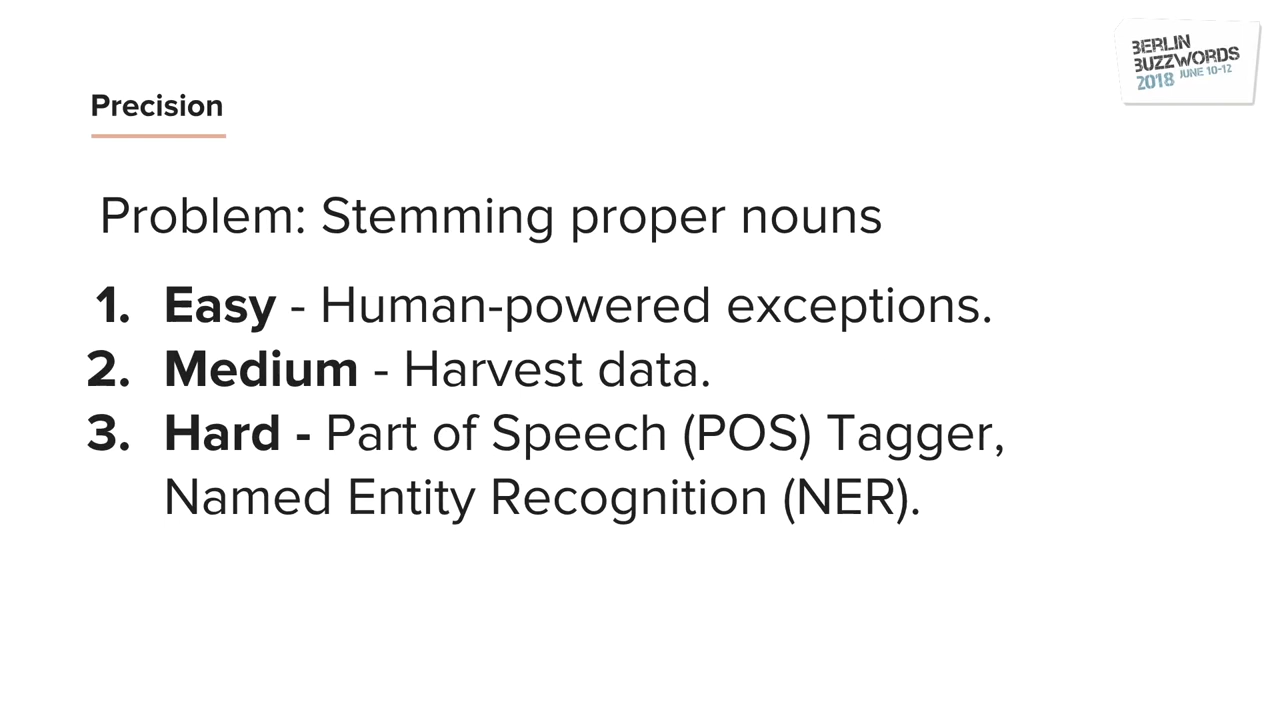 BERLIN
BUZZWORDS
2018 JUNE 10-12
Precision
Problem: Stemming proper nouns
1. Easy - Human-powered exceptions.
2. Medium - Harvest data.
3. Hard - Part of Speech (POS) Tagger,
Named Entity Recognition (NER).